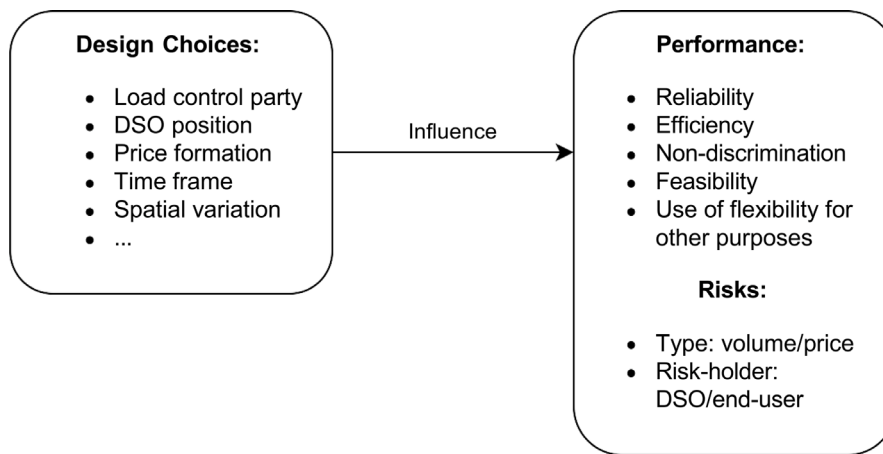 Design Choices:
• Load control party
• DSO position
• Price formation
• Time frame
• Spatial variation
• ...
Influence
Performance:
• Reliability
• Efficiency
• Non-discrimination
• Feasibility
• Use of flexibility for
other purposes
Risks:
• Type: volume/price
• Risk-holder:
DSO/end-user